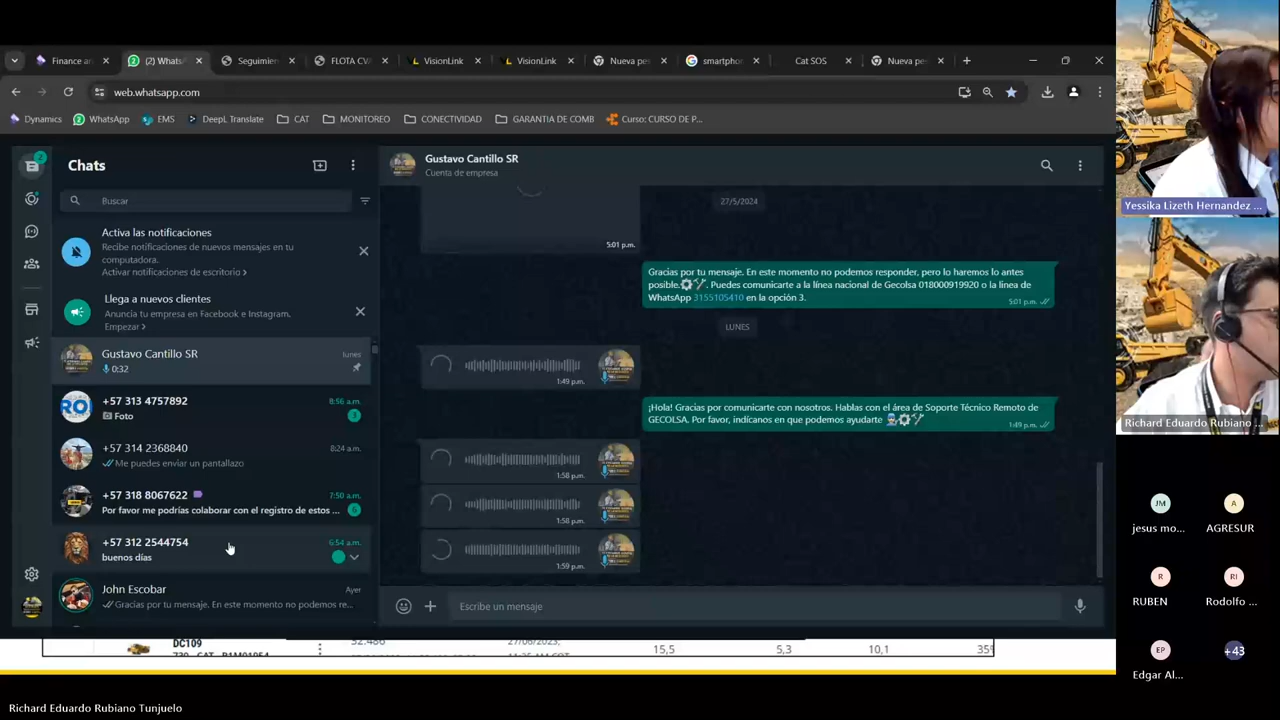 Finance an
(2) Whats
Seguimien
FLOTA CV
VisionLink
VisionLink
Nueva pe
smartpho
Cat SOS
Nueva pe
web.whatsapp.com
Dynamics
WhatsApp
EMS
DeepL Translate
CAT
MONITOREO
CONECTIVIDAD
GARANTIA DE COMB
Curso: CURSO DE P...
2
Chats
Buscar
Activa las notificaciones
Recibe notificaciones de nuevos mensajes en tu
computadora.
Activar notificaciones de escritorio >
Llega a nuevos clientes
Anuncia tu empresa en Facebook e Instagram.
Empezar >
Gustavo Cantillo SR
lunes
0:32
+57 313 4757892
8:56 a.m.
Foto
3
+57 314 2368840
8:24 a.m.
Me puedes enviar un pantallazo
+57 318 8067622
7:50 a.m.
Por favor me podrías colaborar con el registro de estos ...
6
+57 312 2544754
6:54 a.m.
buenos días
John Escobar
Ayer
Gracias por tu mensaje. En este momento no podemos re...
Gustavo Cantillo SR
Cuenta de empresa
27/5/2024
5:01 p.m.
Gracias por tu mensaje. En este momento no podemos responder, pero lo haremos lo antes
posible. Puedes comunicarte a la línea nacional de Gecolsa 018000919920 o la línea de
WhatsApp 3155105410 en la opción 3.
5:01 p.m.
LUNES
1:49 p.m.
¡Hola! Gracias por comunicarte con nosotros. Hablas con el área de Soporte Técnico Remoto de
GECOLSA. Por favor, indícanos en que podemos ayudarte
1:49 p.m.
1:58 p.m.
1:58 p.m.
1:59 p.m.
Escribe un mensaje
DC109
15,5
5,3
10,1
Yessika Lizeth Hernandez ...
Richard Eduardo Rubiano ...
JM
jesus mo...
A
AGRESUR
R
RUBEN
RI
Rodolfo ...
EP
Edgar Al...
+43
Richard Eduardo Rubiano Tunjuelo